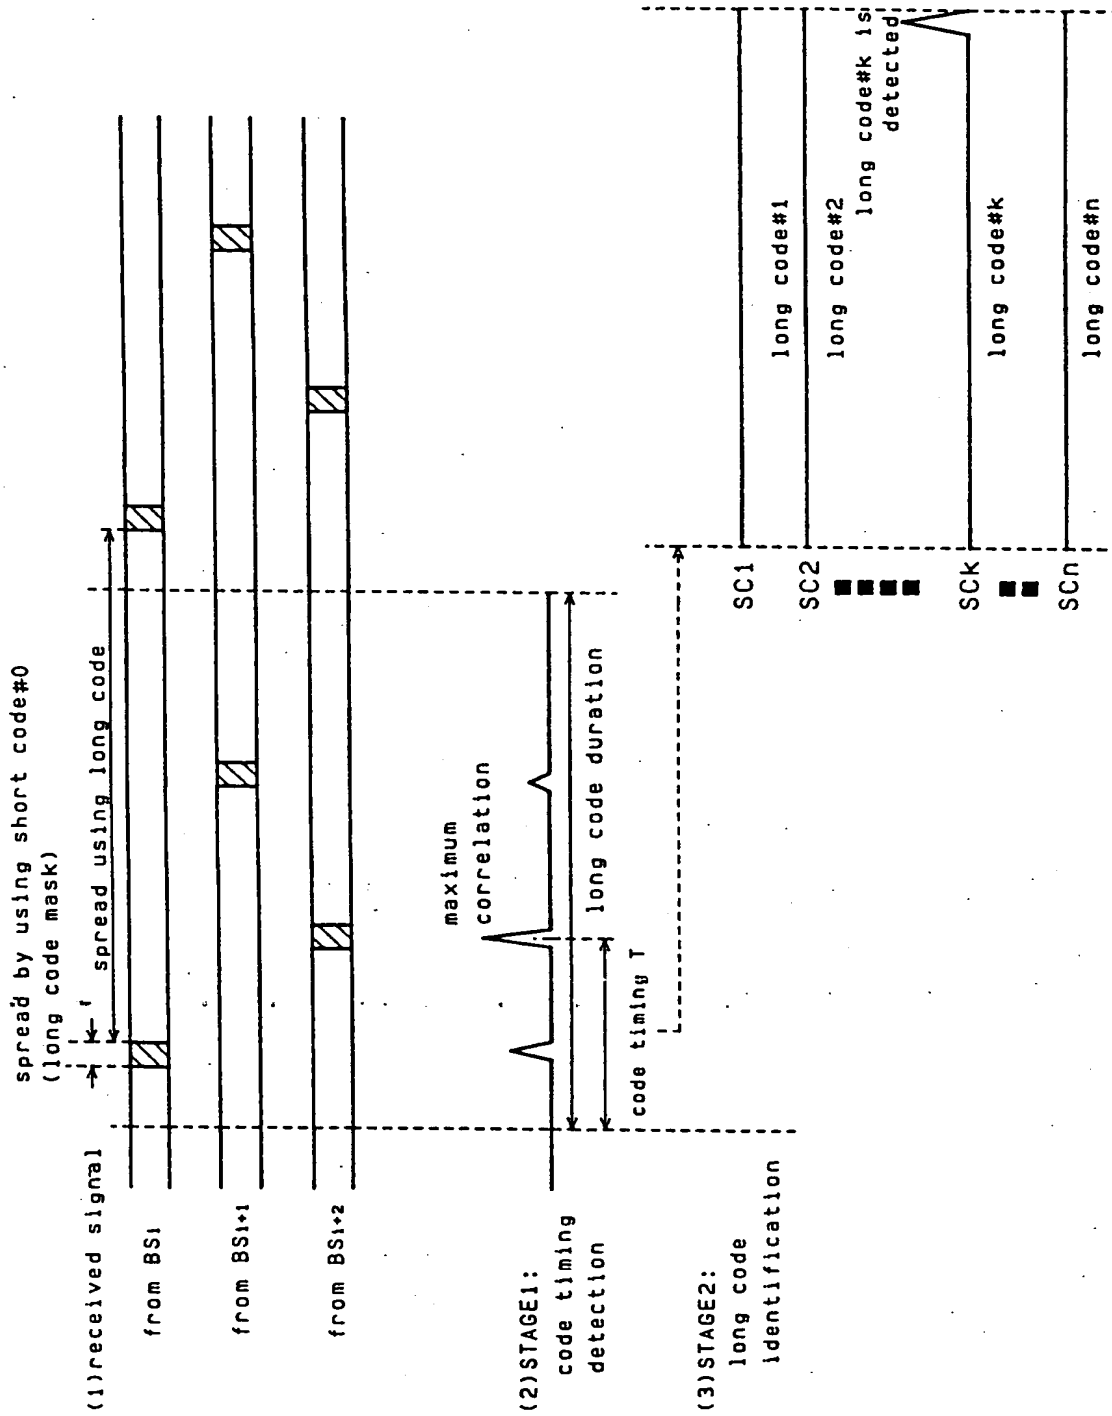 spread by using short code#0
(long code mask)
(1)received signal
spread using long code
from BSi
from BSi+1
from BSi+2
(2)STAGE1:
code timing
detection
maximum
correlation
long code duration
code timing T
(3)STAGE2:
long code
identification
SC1
long code#1
SC2
long code#2
long code#k is
detected
SCk
long code#k
SCn
long code#n